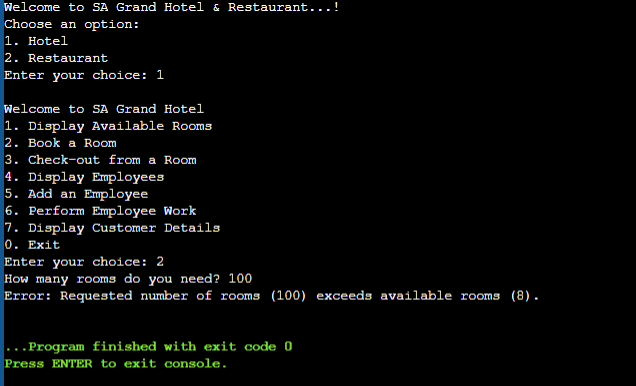 Welcome to SA Grand Hotel & Restaurant...!
Choose an option:
1. Hotel
2. Restaurant
Enter your choice: 1
Welcome to SA Grand Hotel
1. Display Available Rooms
2. Book a Room
3. Check-out from a Room
4. Display Employees
5. Add an Employee
6. Perform Employee Work
7. Display Customer Details
0. Exit
Enter your choice: 2
How many rooms do you need? 100
Error: Requested number of rooms (100) exceeds available rooms (8).
...Program finished with exit code 0
Press ENTER to exit console.